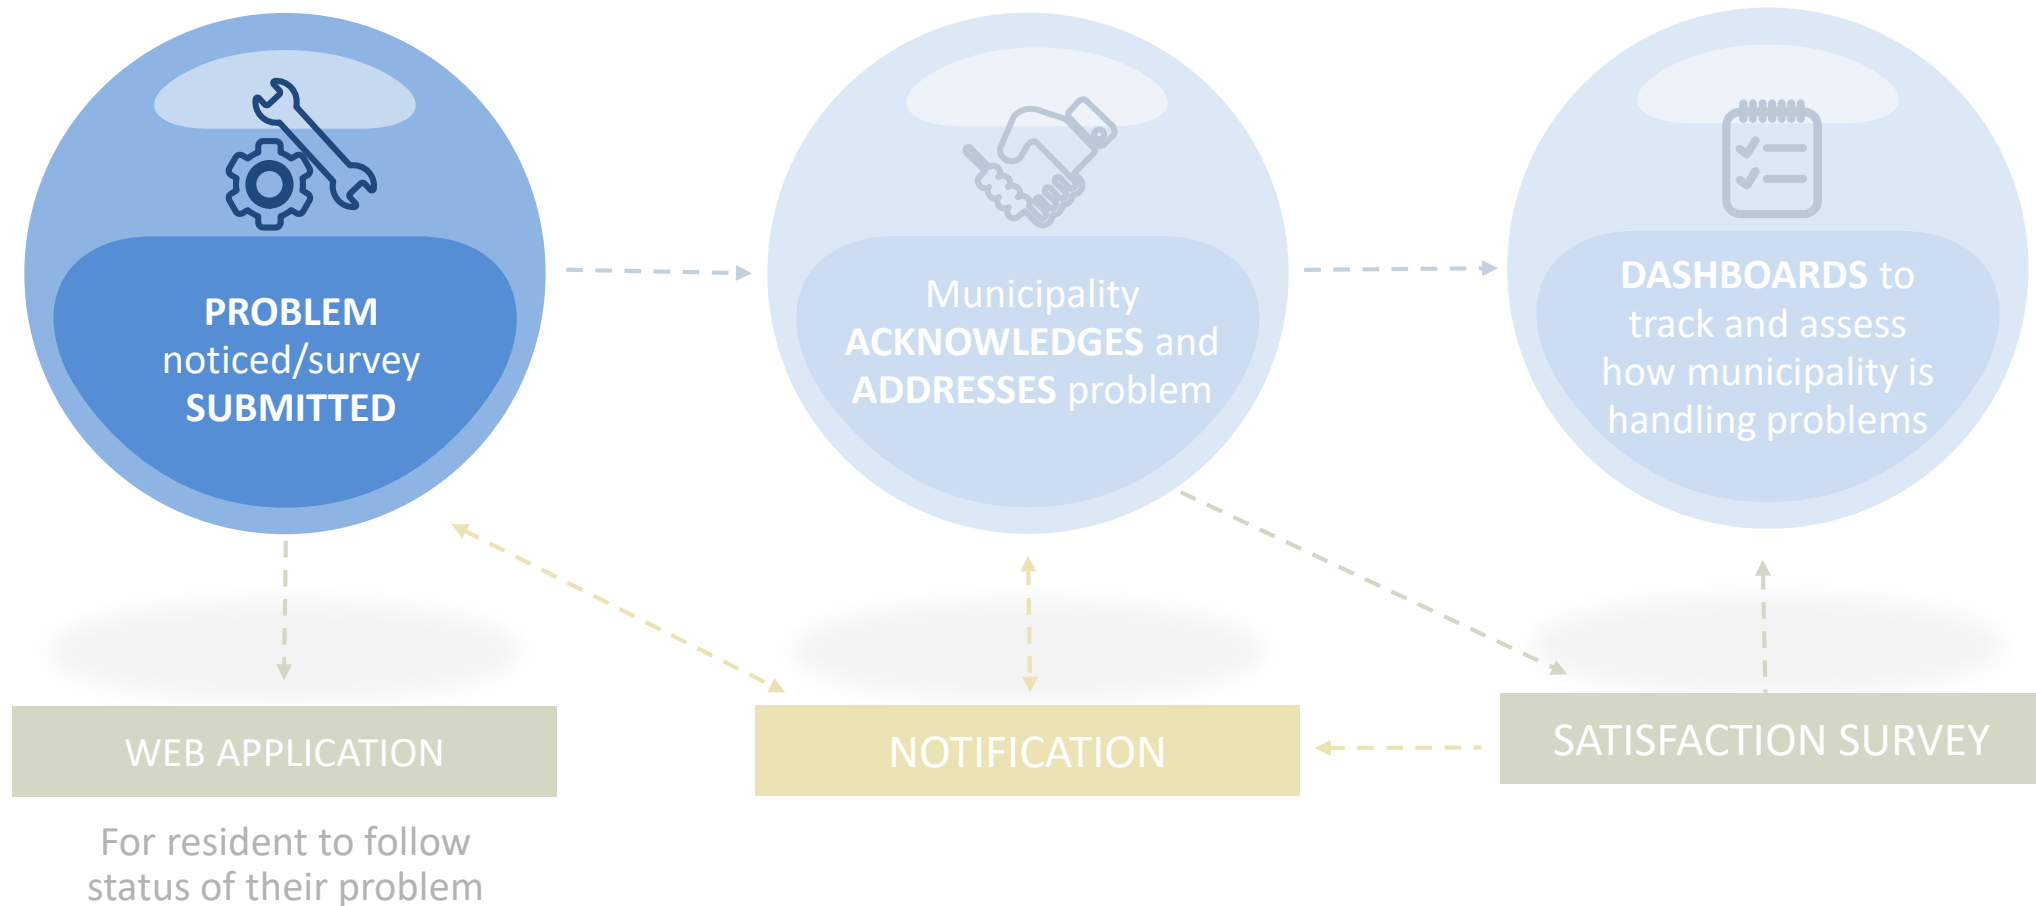 PROBLEM
noticed/survey
SUBMITTED
Municipality
ACKNOWLEDGES and
ADDRESSES problem
DASHBOARDS to
track and assess
how municipality is
handling problems
WEB APPLICATION
NOTIFICATION
SATISFACTION SURVEY
For resident to follow
status of their problem